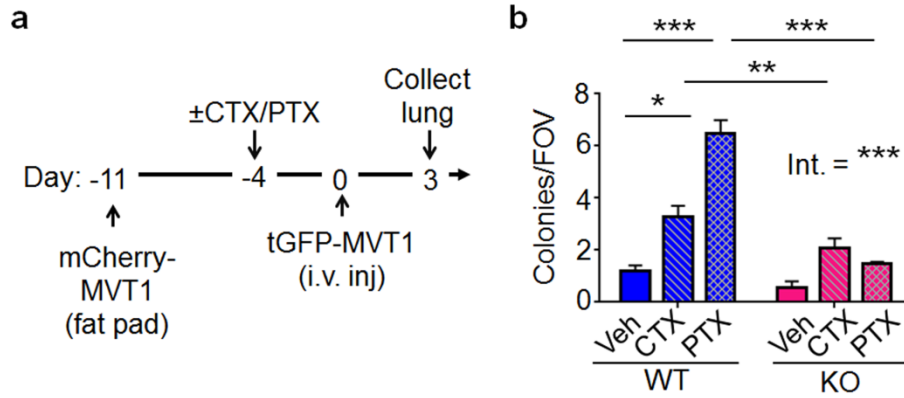 a
±CTX/PTX
Collect
lung
Day: -11 -4 0 3
mCherry-
MVT1
(fat pad)
tGFP-MVT1
(i.v. inj)
b
*** ***
**
*
Int. = ***
Colonies/FOV
8
6
4
2
0
Veh CTX PTX Veh CTX PTX
WT KO